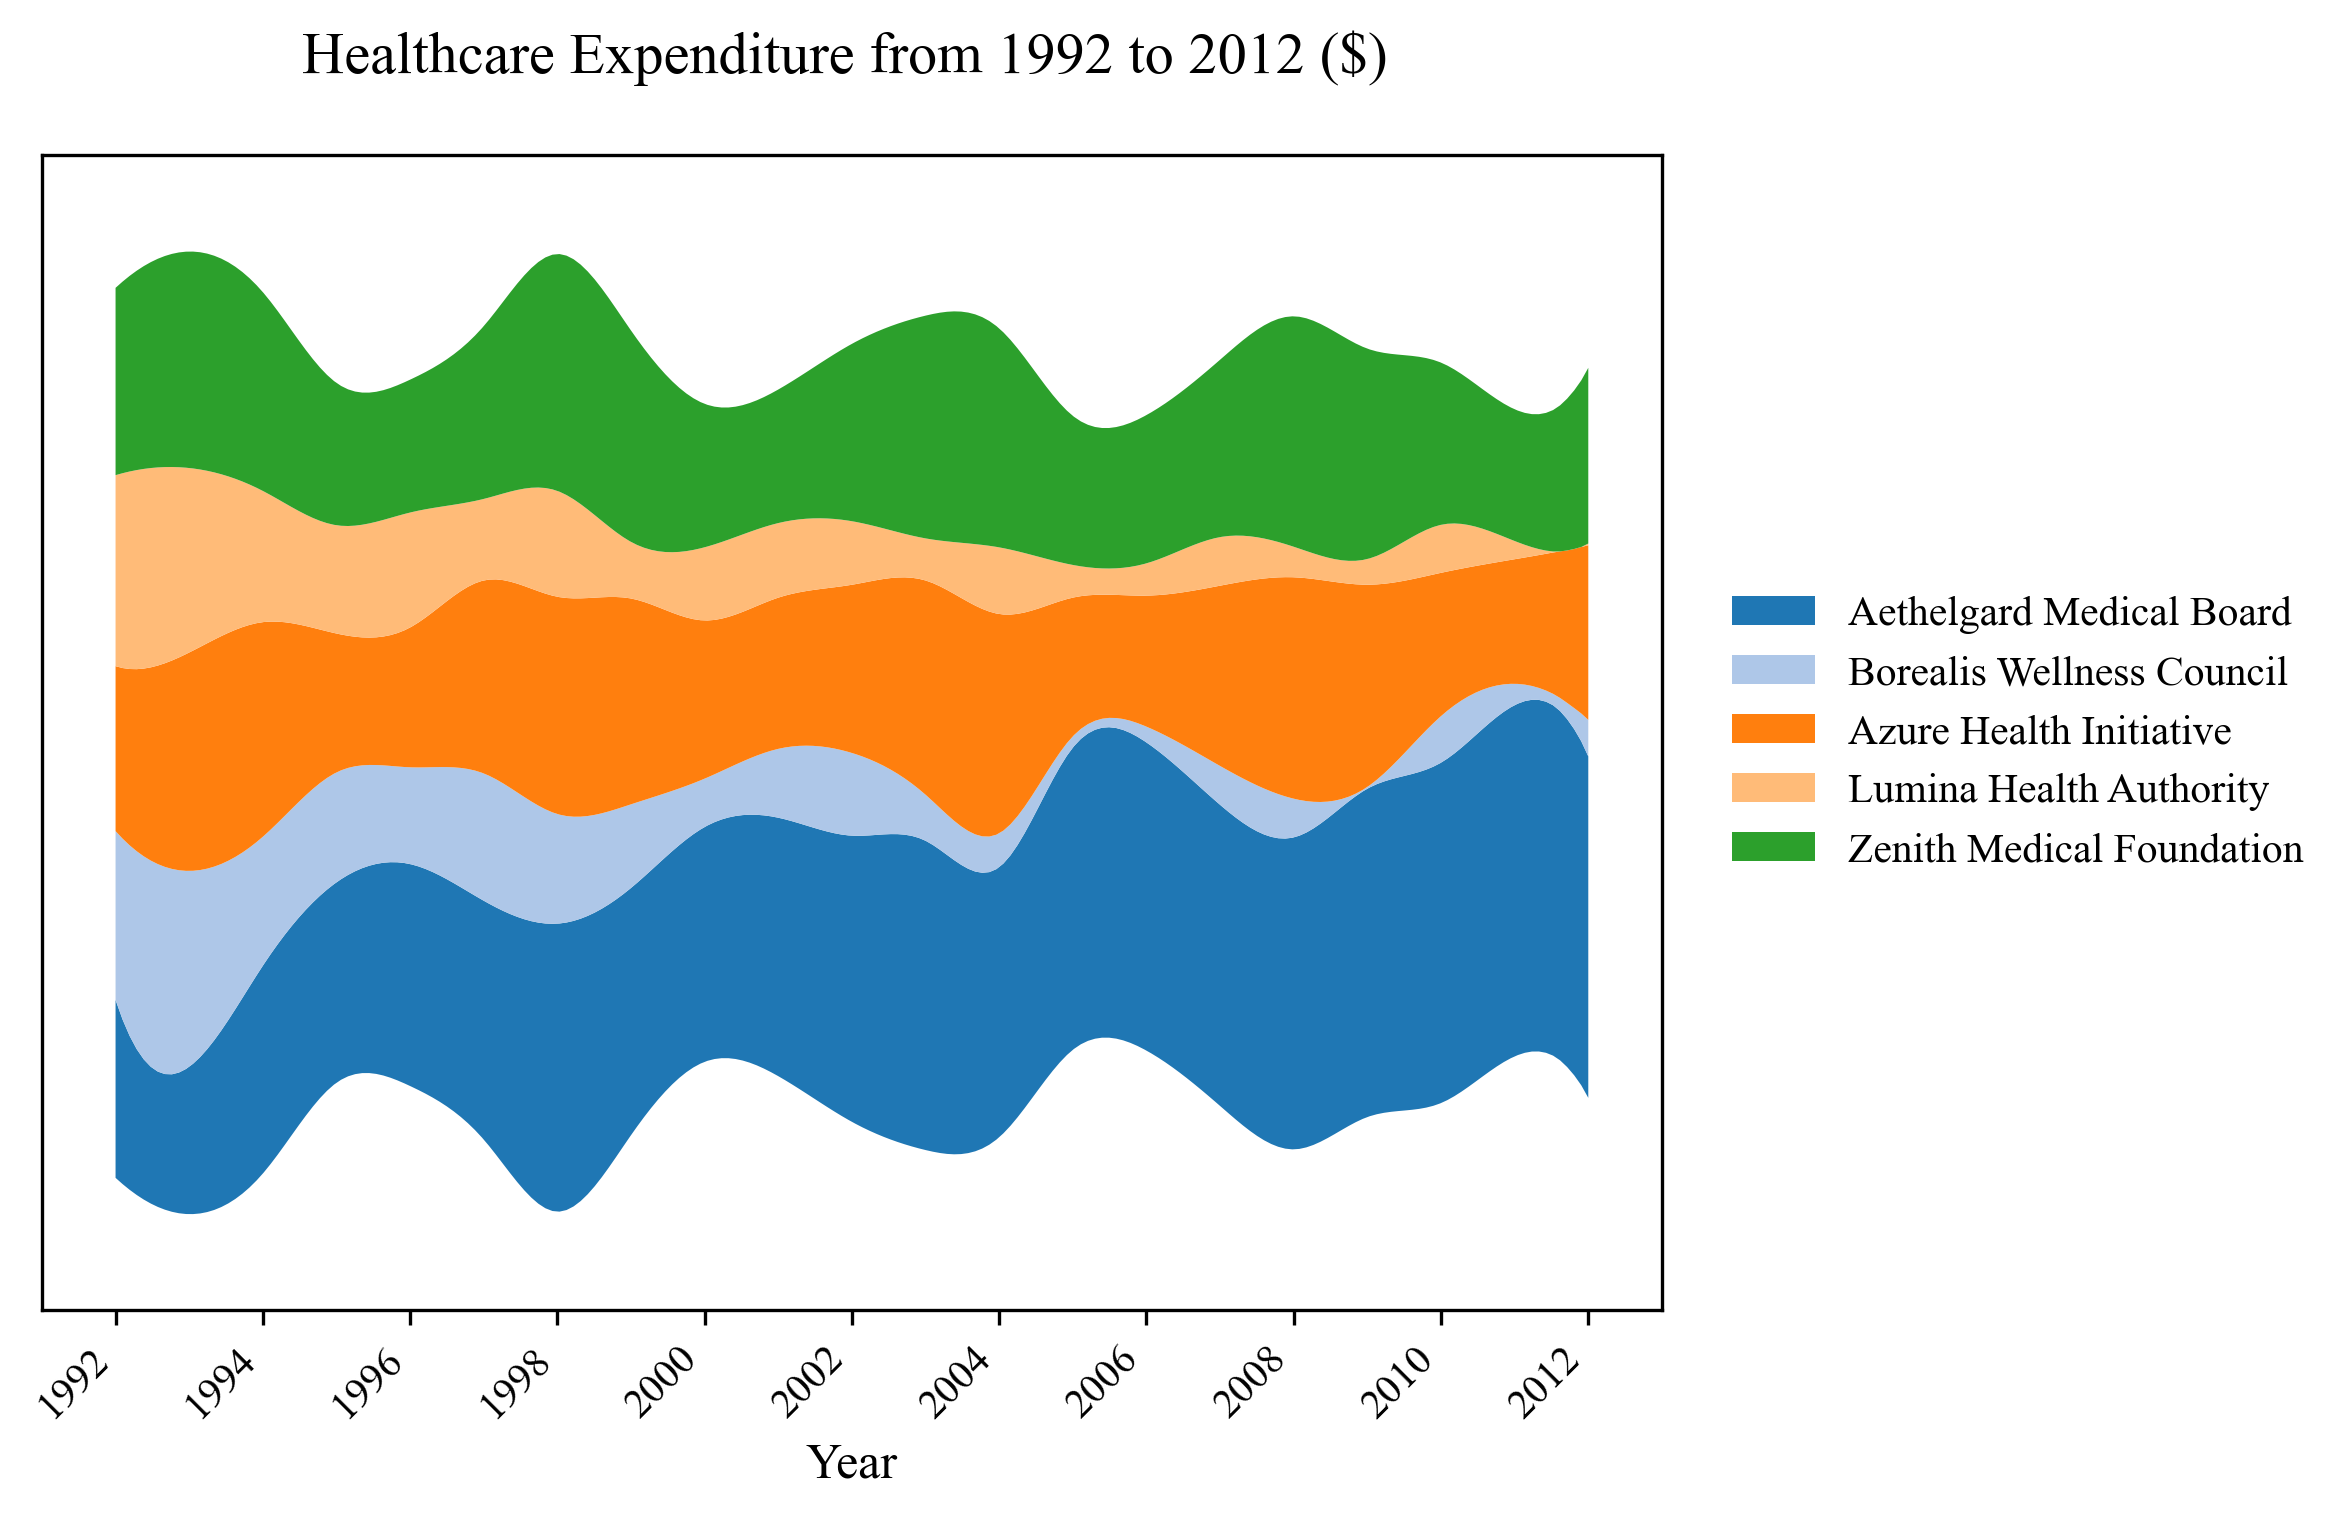 Healthcare Expenditure from 1992 to 2012 ($)
Aethelgard Medical Board
Borealis Wellness Council
Azure Health Initiative
Lumina Health Authority
Zenith Medical Foundation
1992
1994
1996
1998
2000
2002
2004
2006
2008
2010
2012
Year